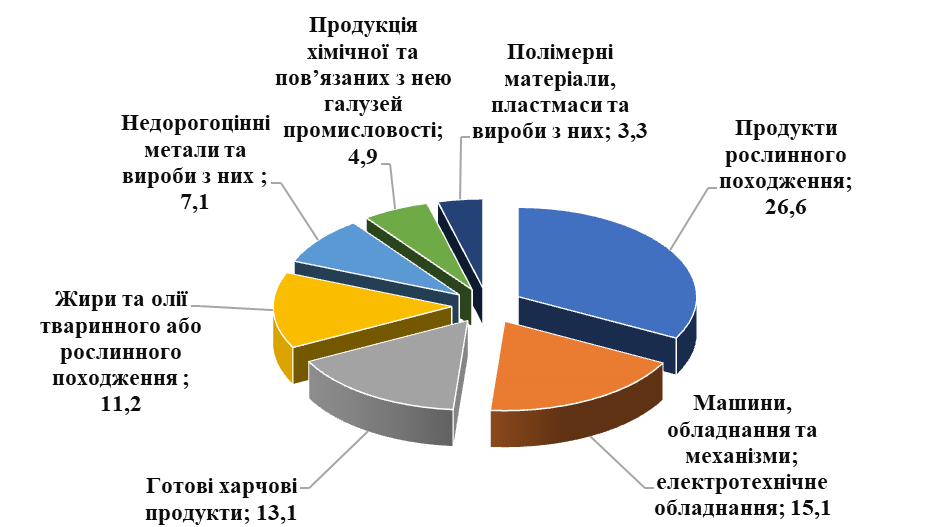 Продукція
хімічної та
пов’язаних з нею
галузей
промисловості;
4,9
Полімерні
матеріали,
пластмаси та
вироби з них; 3,3
Недорогоцінні
метали та
вироби з них ;
7,1
Продукти
рослинного
походження;
26,6
Жири та олії
тваринного або
рослинного
походження ;
11,2
Машини,
обладнання та
механізми;
електротехнічне
обладнання; 15,1
Готові харчові
продукти; 13,1